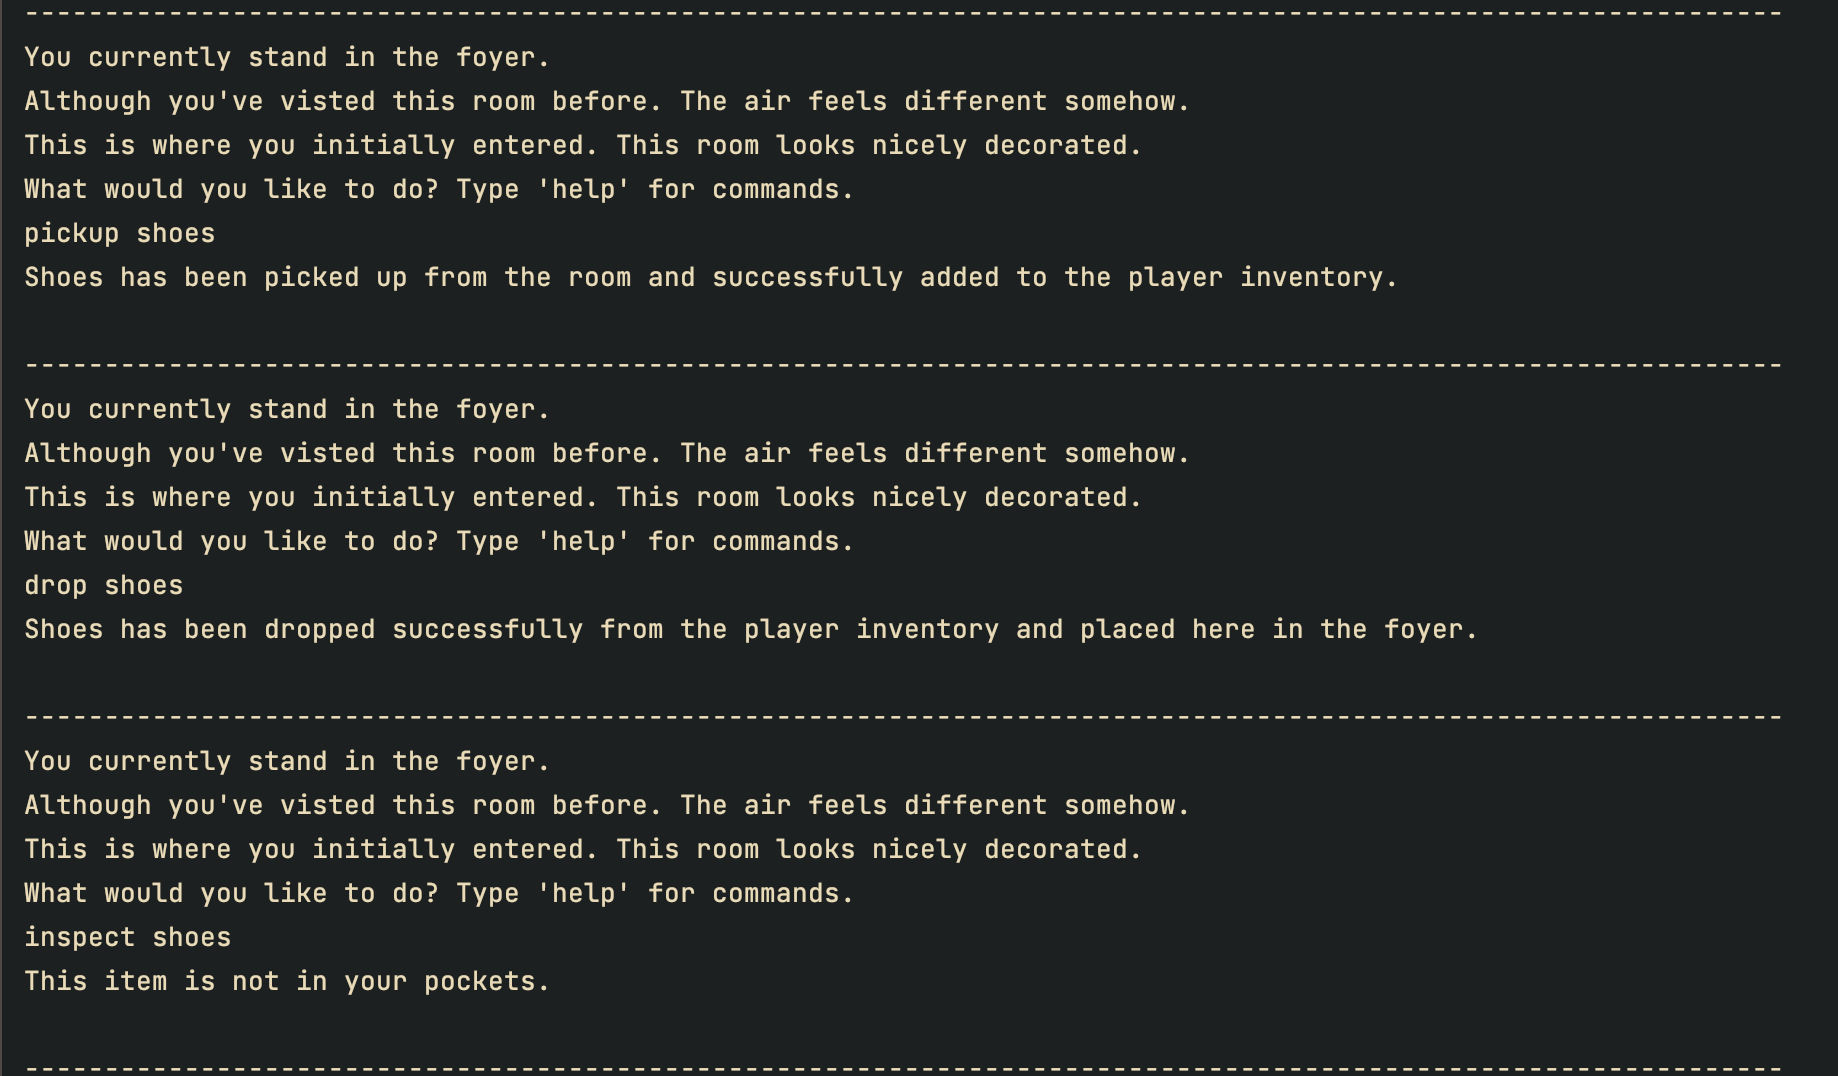 --------------------------------------------------------------------------------------------------------------
You currently stand in the foyer.
Although you've visted this room before. The air feels different somehow.
This is where you initially entered. This room looks nicely decorated.
What would you like to do? Type 'help' for commands.
pickup shoes
Shoes has been picked up from the room and successfully added to the player inventory.

--------------------------------------------------------------------------------------------------------------
You currently stand in the foyer.
Although you've visted this room before. The air feels different somehow.
This is where you initially entered. This room looks nicely decorated.
What would you like to do? Type 'help' for commands.
drop shoes
Shoes has been dropped successfully from the player inventory and placed here in the foyer.

--------------------------------------------------------------------------------------------------------------
You currently stand in the foyer.
Although you've visted this room before. The air feels different somehow.
This is where you initially entered. This room looks nicely decorated.
What would you like to do? Type 'help' for commands.
inspect shoes
This item is not in your pockets.

--------------------------------------------------------------------------------------------------------------